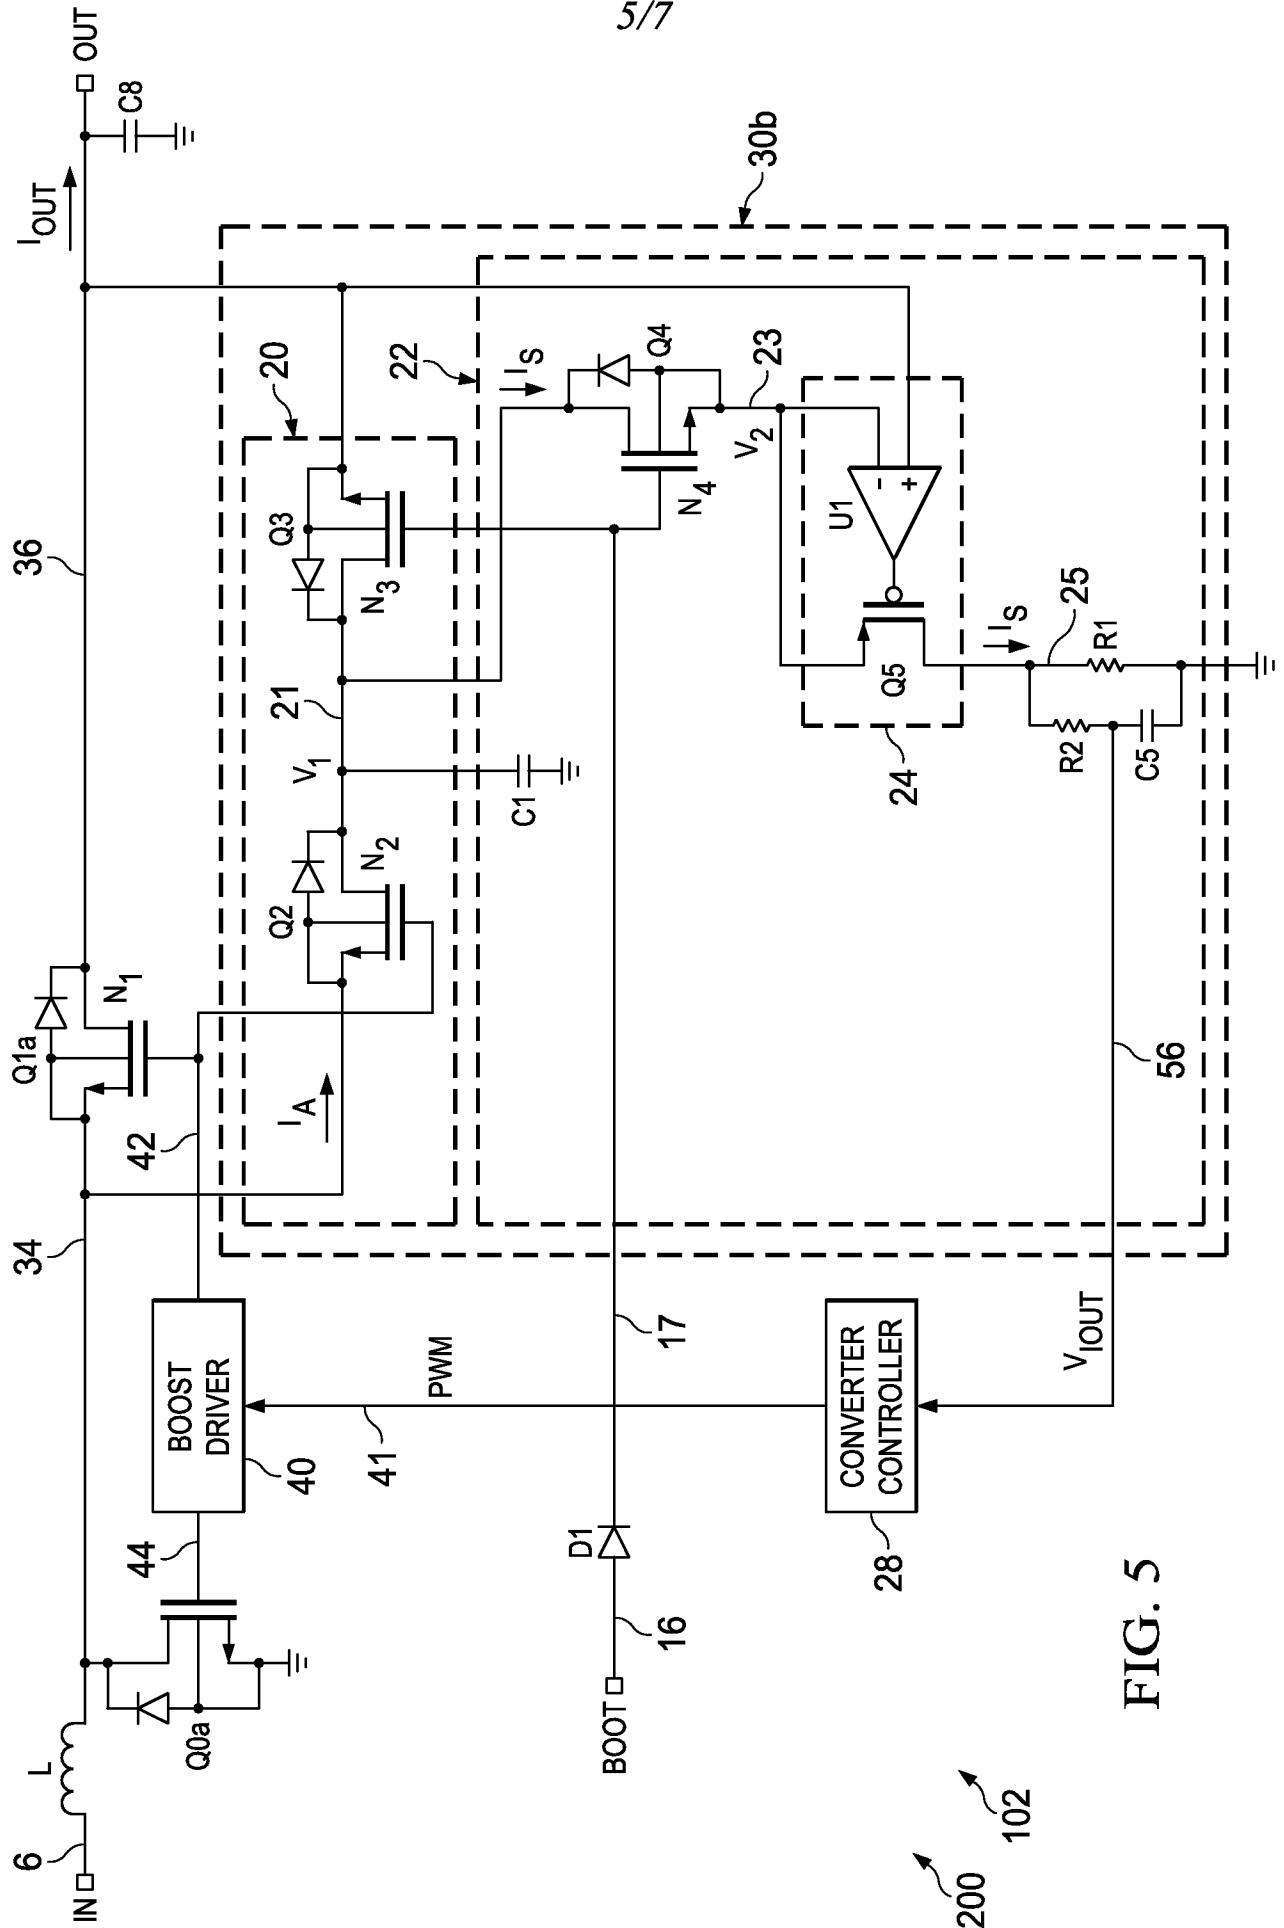 5/7
IN
6
L
34
Q1a
N1
36
IOUT
OUT
C8
Q0a
44
BOOST
DRIVER
40
42
IA
Q2
N2
V1
21
Q3
N3
20
C1
22
IS
Q4
N4
V2
23
30b
PWM
41
17
BOOT
16
D1
U1
-
+
Q5
24
IS
25
R1
R2
C5
CONVERTER
CONTROLLER
28
VIOUT
56
200
102
FIG. 5